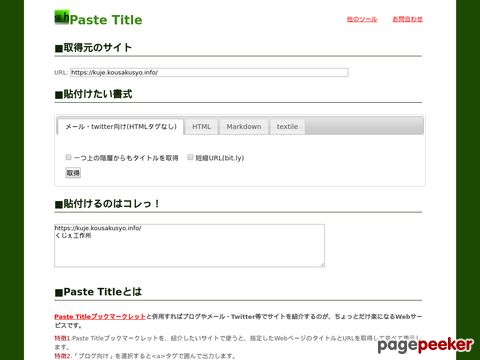 Paste Title
他のツール
お問合わせ
■取得元のサイト
URL: https://kuje.kousakusyo.info/
■貼付けたい書式
メール・twitter向け(HTMLタグなし)
HTML
Markdown
textile
一つ上の階層からもタイトルを取得
短縮URL(bit.ly)
取得
■貼付けるのはコレっ！
https://kuje.kousakusyo.info/
くじぇ工作所
■Paste Titleとは
Paste Titleブックマークレットと併用すればブログやメール・Twitter等でサイトを紹介するのが、ちょっとだけ楽になるWebサー
ビスです。
特徴1.Paste Titleブックマークレットを、紹介したいサイトで使うと、指定したWebページのタイトルとURLを取得して
特徴2.「ブログ向け」を選択すると<a>タグで囲んで出力します。
pagepeeker